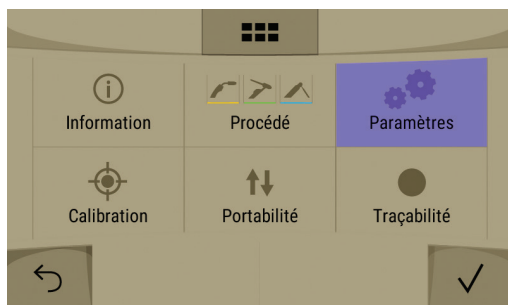 Information
Procédé
Paramètres
Calibration
Portabilité
Traçabilité